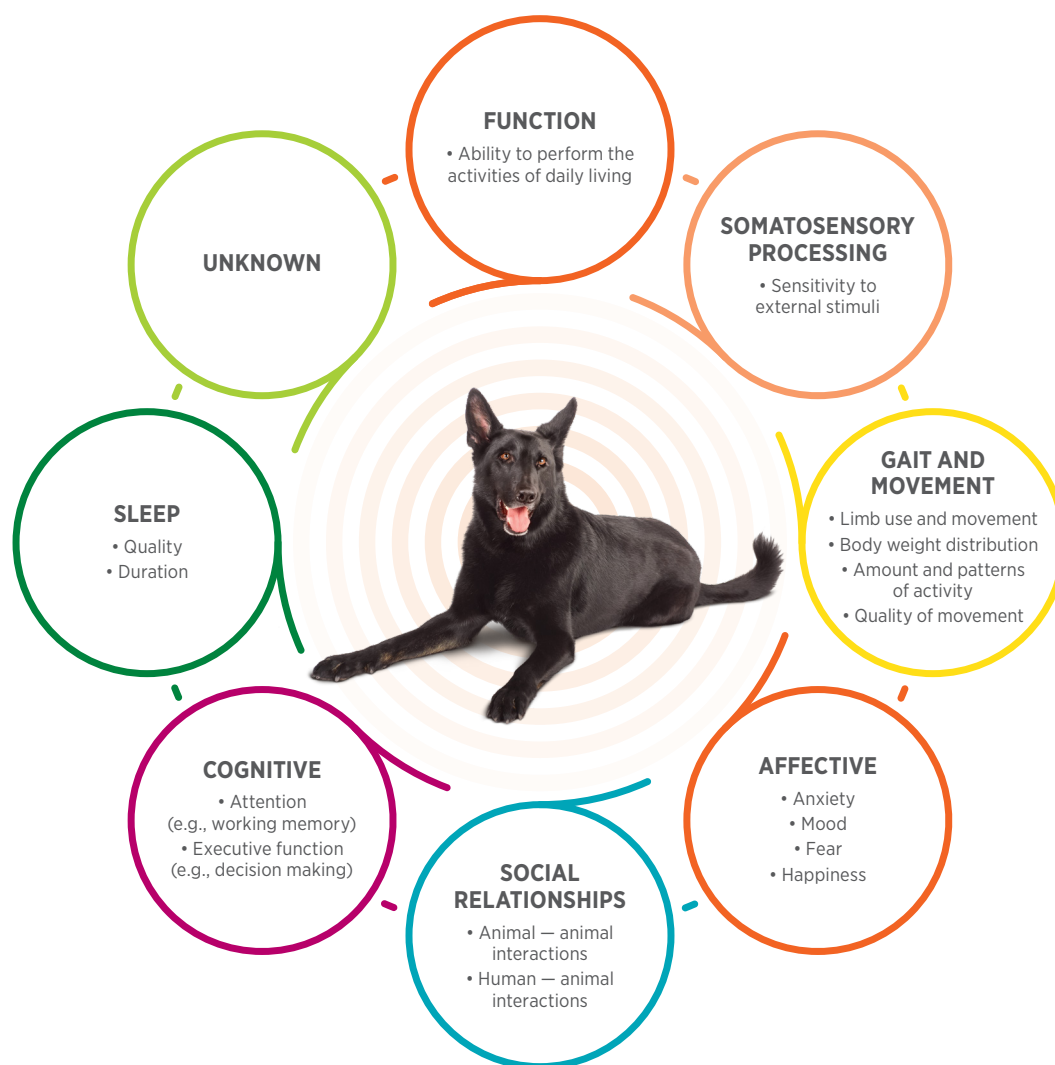 FUNCTION
• Ability to perform the
activities of daily living
SOMATOSENSORY
PROCESSING
• Sensitivity to
external stimuli
GAIT AND
MOVEMENT
• Limb use and movement
• Body weight distribution
• Amount and patterns
of activity
• Quality of movement
AFFECTIVE
• Anxiety
• Mood
• Fear
• Happiness
SOCIAL
RELATIONSHIPS
• Animal — animal
interactions
• Human — animal
interactions
COGNITIVE
• Attention
(e.g., working memory)
• Executive function
(e.g., decision making)
SLEEP
• Quality
• Duration
UNKNOWN